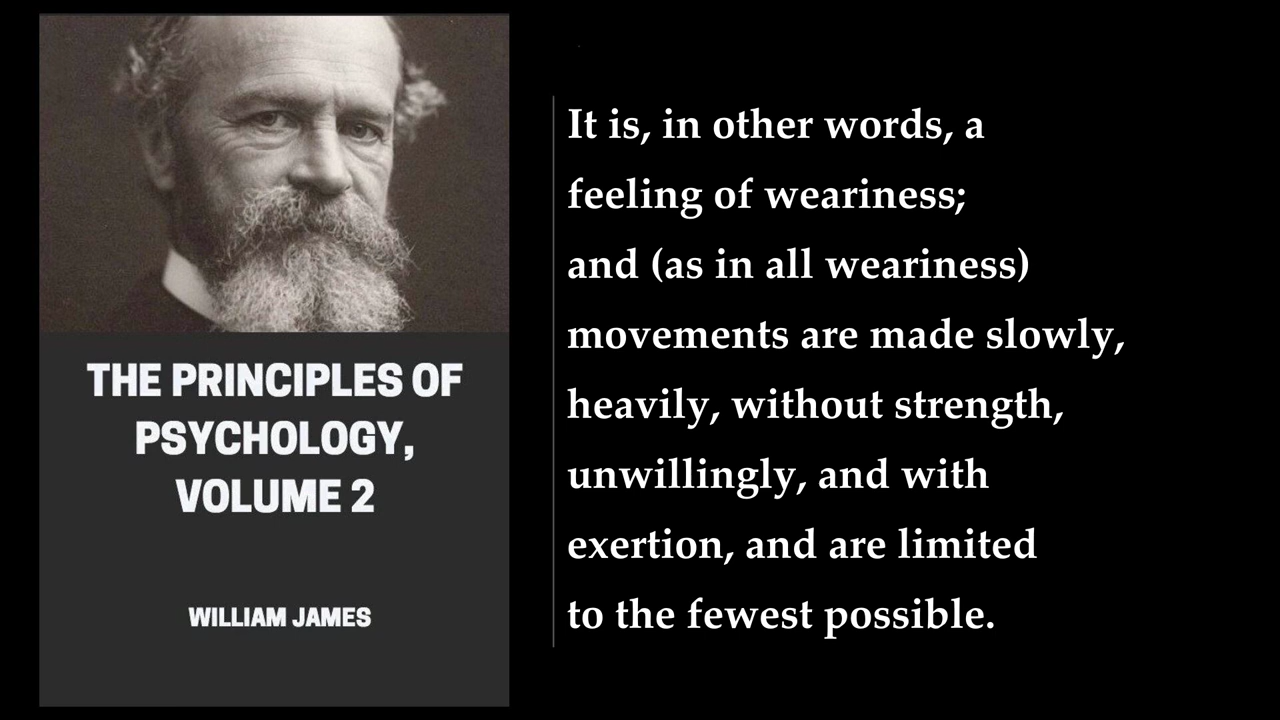 THE PRINCIPLES OF
PSYCHOLOGY,
VOLUME 2
WILLIAM JAMES
It is, in other words, a
feeling of weariness;
and (as in all weariness)
movements are made slowly,
heavily, without strength,
unwillingly, and with
exertion, and are limited
to the fewest possible.